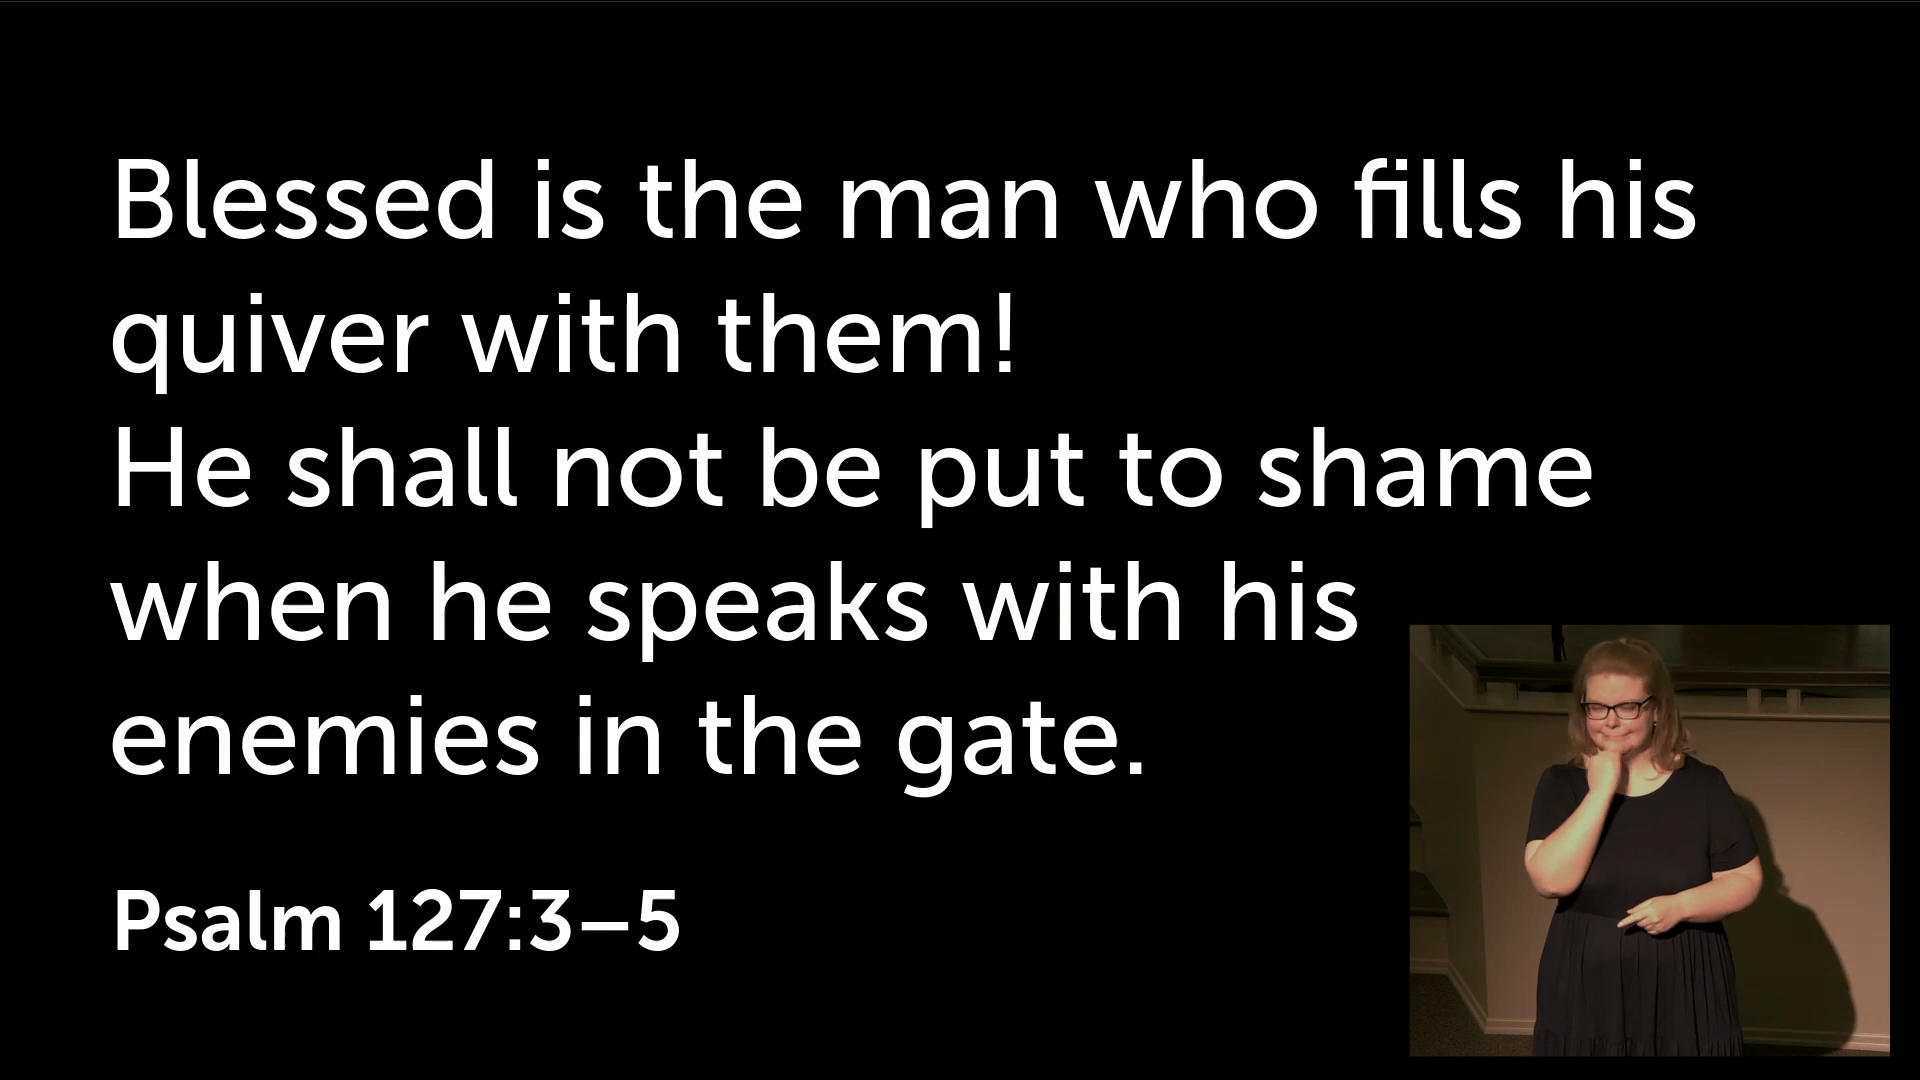 Blessed is the man who fills his
quiver with them!
He shall not be put to shame
when he speaks with his
enemies in the gate.
Psalm 127:3–5